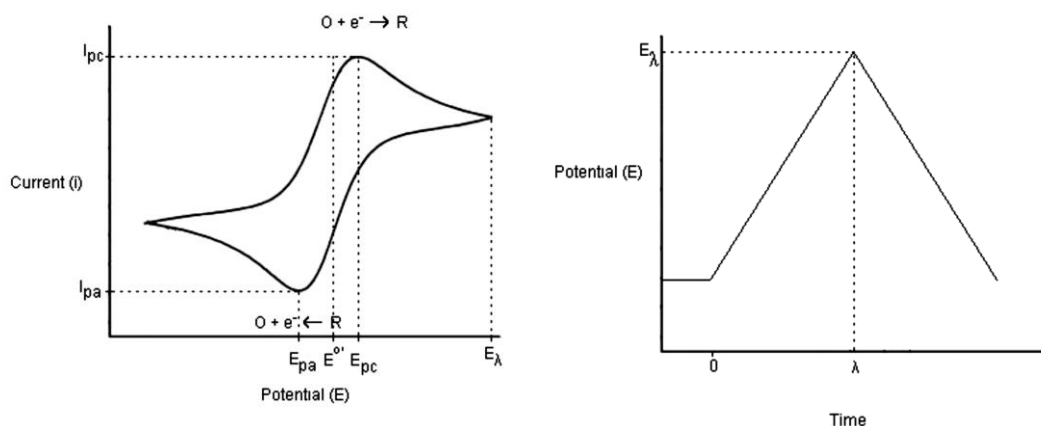 O + e⁻ → R
Ipc
Current (i)
Ipa
O + e⁻ ← R
Epa E°' Epc Eλ
Potential (E)
Eλ
Potential (E)
0 λ
Time